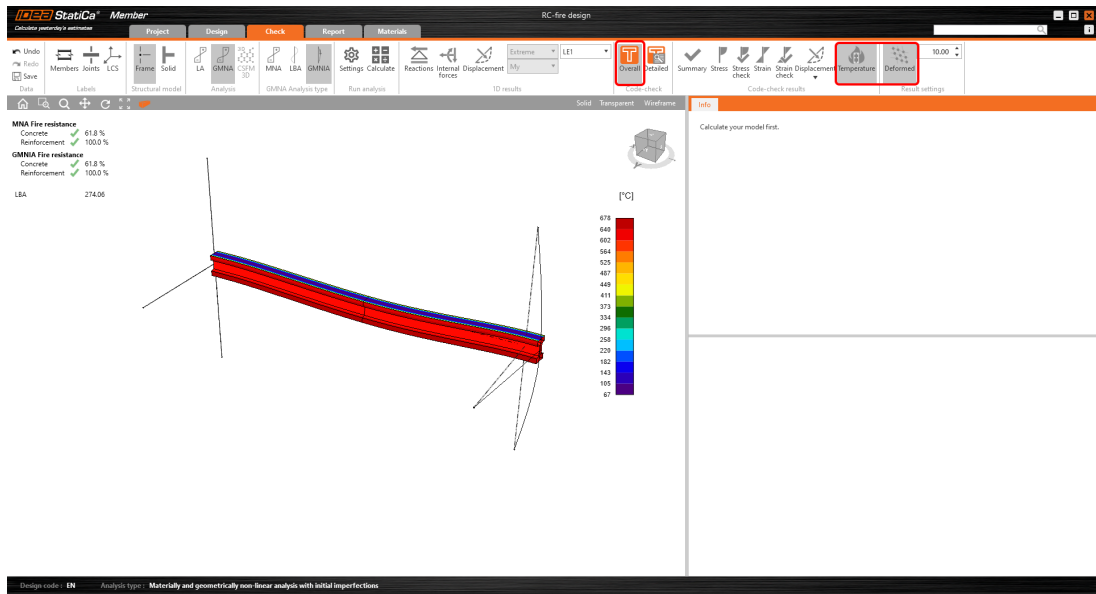 IDEA StatiCa® Member
RC-fire design
Calculate yesterday's estimates
Project Design Check Report Materials
Undo
Redo
Save
Members Joints LCS
Frame Solid
LA GMNA CSFM 3D
MNA LBA GMNIA
Settings Calculate
Reactions Internal forces Displacement
Extreme LE1
My
Overall Detailed
Summary Stress Stress check Strain Strain check Displacement Temperature Deformed
10.00
Data Labels Structural model Analysis GMNA Analysis type Run analysis 1D results Code-check Code-check results Result settings
Solid Transparent Wireframe
Info
Calculate your model first.
MNA Fire resistance
Concrete 61.8 %
Reinforcement 100.0 %
GMNIA Fire resistance
Concrete 61.8 %
Reinforcement 100.0 %
LBA 274.06
[°C]
678
640
602
564
525
487
449
411
373
334
296
258
220
182
143
105
67
Design code : EN Analysis type : Materially and geometrically non-linear analysis with initial imperfections